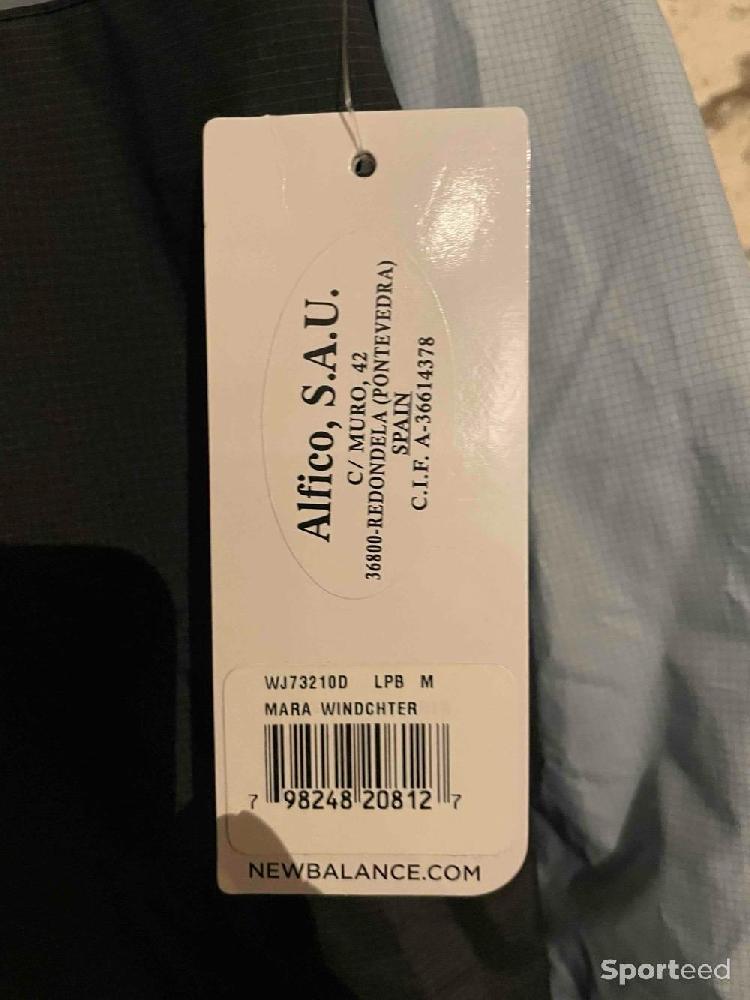 Alfico, S.A.U.
C/ MURO, 42
36800-REDONDELA (PONTEVEDRA)
SPAIN
C.I.F. A-36614378
WJ73210D LPB M
MARA WINDCHTER
7 98248 20812 7
NEWBALANCE.COM
Sporteed